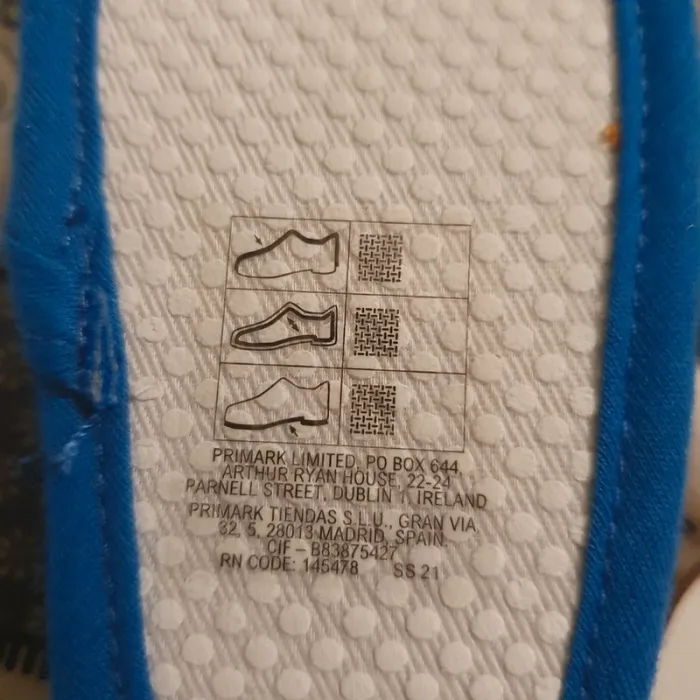 PRIMARK LIMITED, PO BOX 644,
ARTHUR RYAN HOUSE, 22-24
PARNELL STREET, DUBLIN 1, IRELAND
PRIMARK TIENDAS S.L.U., GRAN VIA,
32, 5, 28013 MADRID, SPAIN.
CIF – B83875427
RN CODE: 145478 SS 21